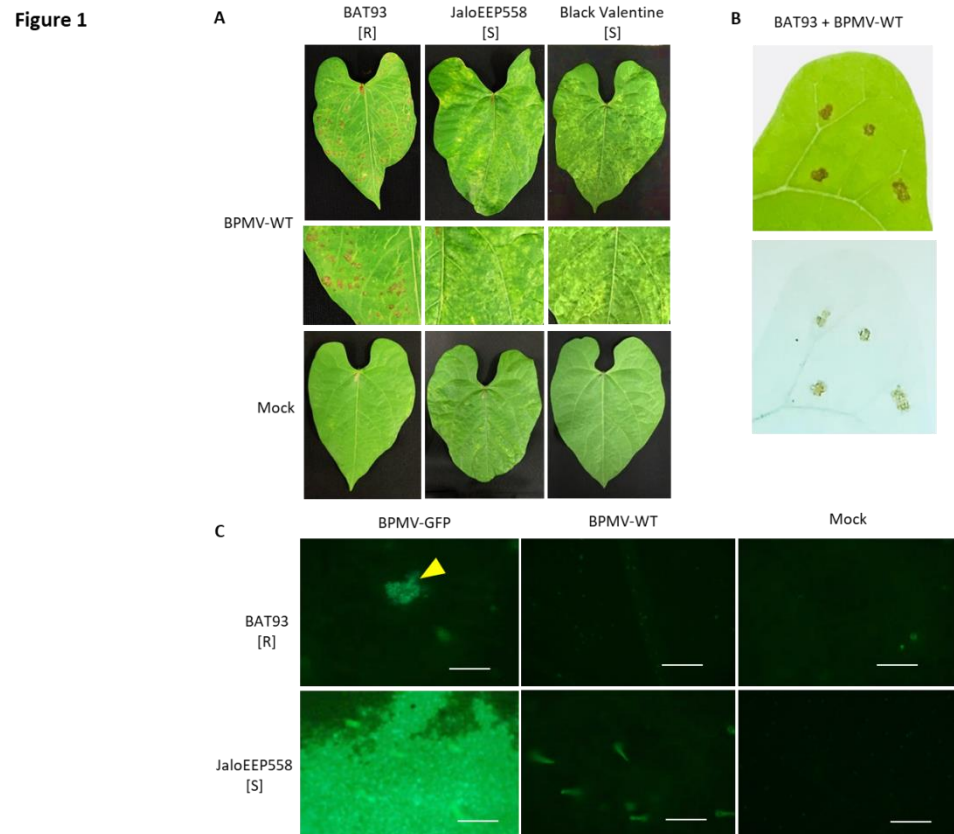 Figure 1
A
BAT93
[R]
JaloEEP558
[S]
Black Valentine
[S]
BPMV-WT
Mock
B
BAT93 + BPMV-WT
C
BPMV-GFP
BPMV-WT
Mock
BAT93
[R]
JaloEEP558
[S]